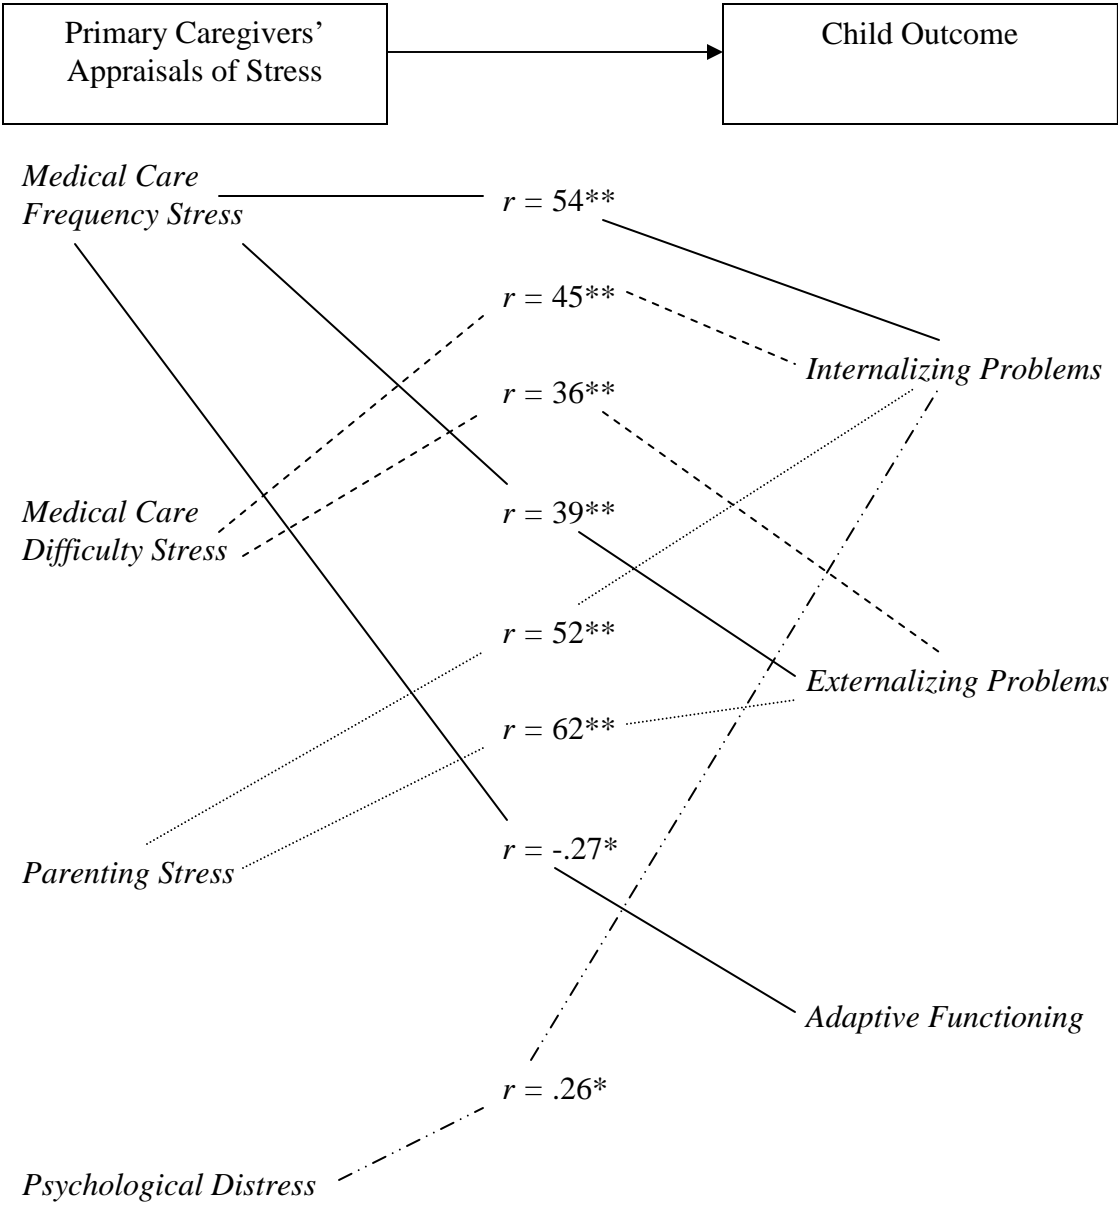 Primary Caregivers’
Appraisals of Stress
Child Outcome
Medical Care
Frequency Stress
r = 54**
r = 45**
Internalizing Problems
r = 36**
Medical Care
Difficulty Stress
r = 39**
r = 52**
Externalizing Problems
r = 62**
r = -.27*
Parenting Stress
Adaptive Functioning
r = .26*
Psychological Distress